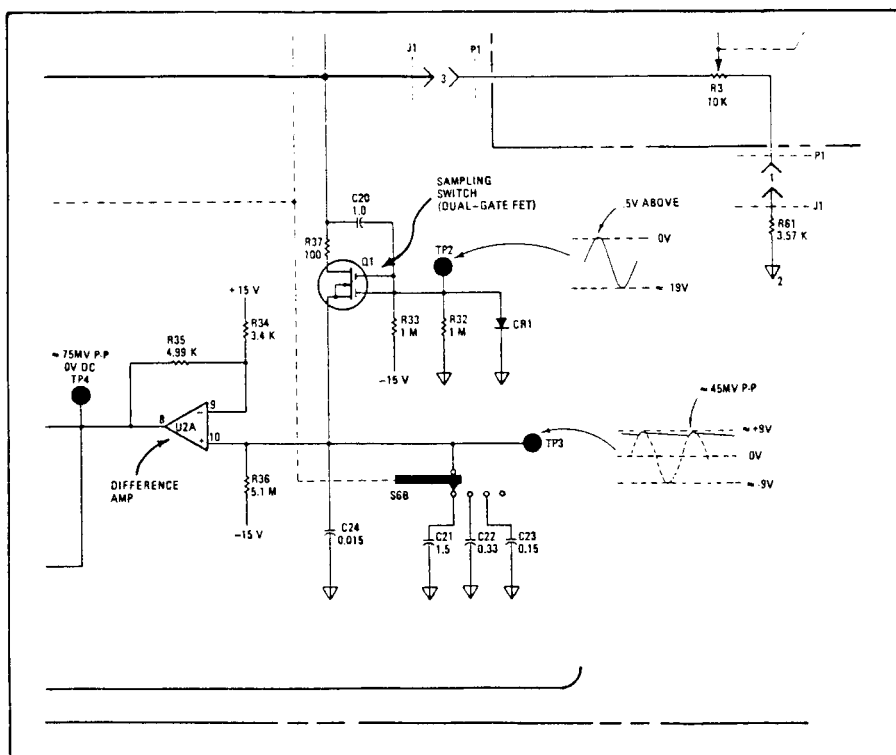 J1
P1
3
R3
10 K
P1
1
J1
R61
3.57 K
2
SAMPLING
SWITCH
(DUAL-GATE FET)
C20
1.0
R37
100
Q1
TP2
.5V ABOVE
0V
≈ 19V
R33
1 M
R32
1 M
CR1
-15 V
+15 V
R34
3.4 K
R35
4.99 K
≈ 75MV P-P
0V DC
TP4
8
9
U2A
10
DIFFERENCE
AMP
R36
5.1 M
-15 V
C24
0.015
S6B
C21
1.5
C22
0.33
C23
0.15
TP3
≈ 45MV P-P
≈ +9V
0V
≈ -9V